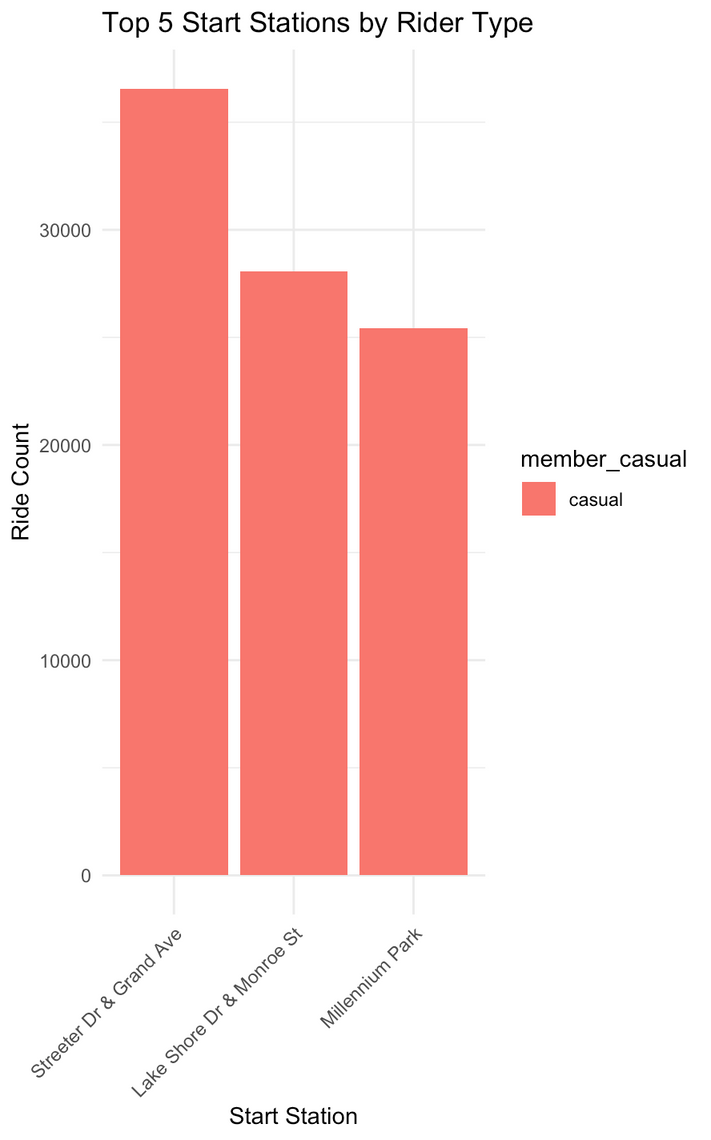 Top 5 Start Stations by Rider Type
Ride Count
30000
20000
10000
0
Streeter Dr & Grand Ave
Lake Shore Dr & Monroe St
Millennium Park
Start Station
member_casual
casual